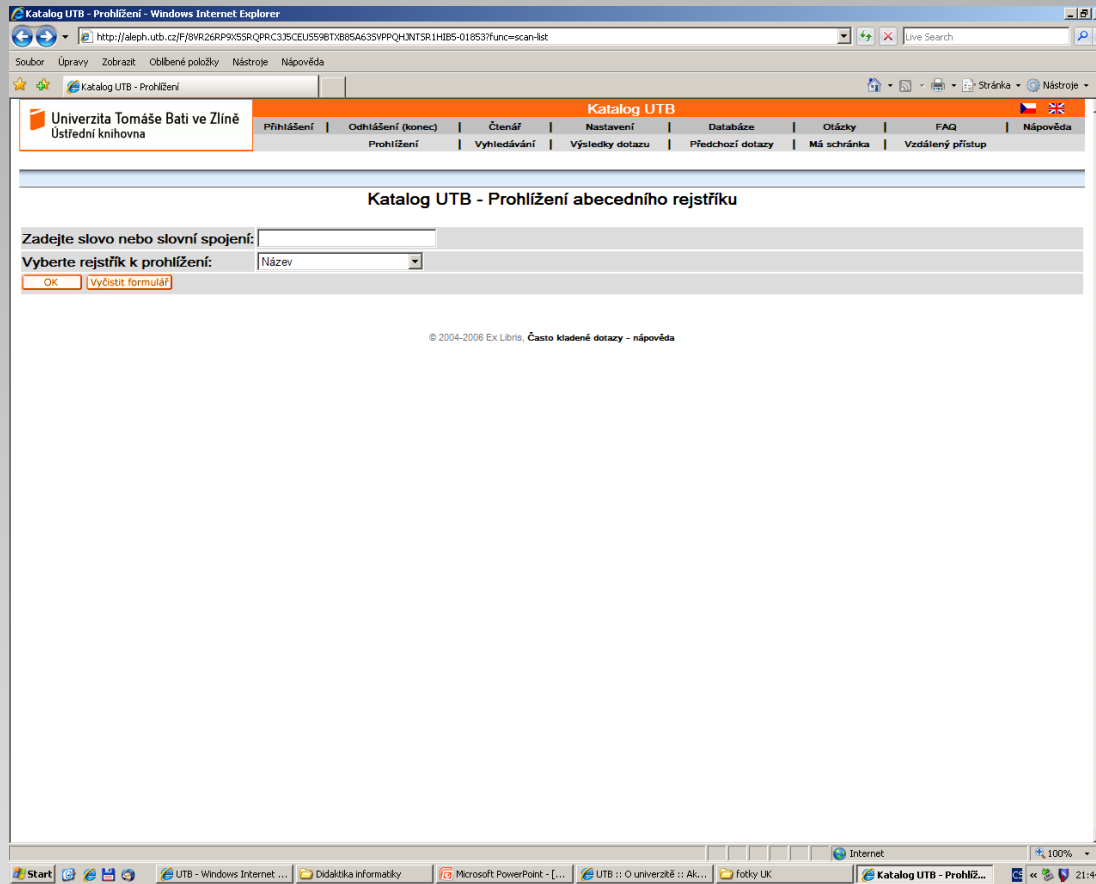 Katalog UTB - Prohlížení - Windows Internet Explorer
http://aleph.utb.cz/F/8VR26RP9X5SRQPRC3J5CEUS59BTXB85A63SVPPQHJNTSR1HIB5-01853?func=scan-list
Live Search
Soubor Úpravy Zobrazit Oblíbené položky Nástroje Nápověda
Katalog UTB - Prohlížení
Stránka Nástroje
Univerzita Tomáše Bati ve Zlíně
Ústřední knihovna
Katalog UTB
Přihlášení | Odhlášení (konec) | Čtenář | Nastavení | Databáze | Otázky | FAQ | Nápověda
Prohlížení | Vyhledávání | Výsledky dotazu | Předchozí dotazy | Má schránka | Vzdálený přístup
Katalog UTB - Prohlížení abecedního rejstříku
Zadejte slovo nebo slovní spojení:
Vyberte rejstřík k prohlížení: Název
OK Vyčistit formulář
© 2004-2006 Ex Libris, Často kladené dotazy - nápověda
Internet 100%
Start UTB - Windows Internet ... Didaktika informatiky Microsoft PowerPoint - [... UTB :: O univerzitě :: Ak... fotky UK Katalog UTB - Prohlíž... CS « 21:4